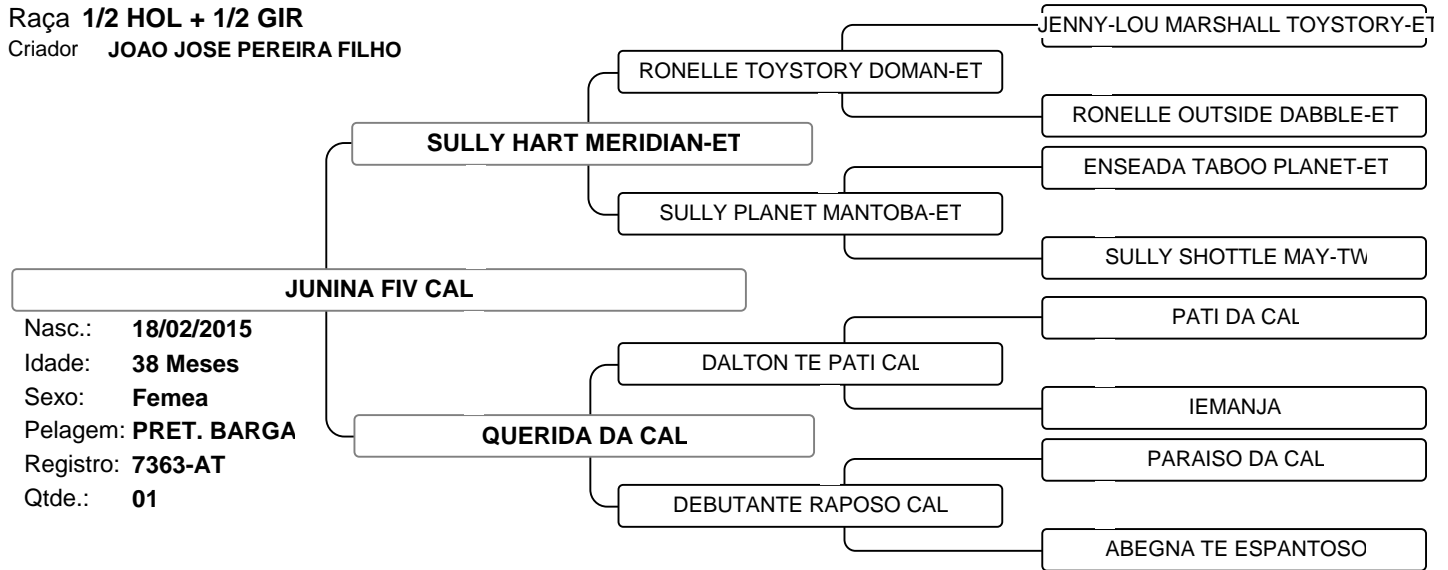 Raça 1/2 HOL + 1/2 GIR
Criador JOAO JOSE PEREIRA FILHO
JENNY-LOU MARSHALL TOYSTORY-ET
RONELLE TOYSTORY DOMAN-ET
RONELLE OUTSIDE DABBLE-ET
SULLY HART MERIDIAN-ET
ENSEADA TABOO PLANET-ET
SULLY PLANET MANTOBA-ET
SULLY SHOTTLE MAY-TW
JUNINA FIV CAL
Nasc.: 18/02/2015
Idade: 38 Meses
Sexo: Femea
Pelagem: PRET. BARGA
Registro: 7363-AT
Qtde.: 01
PATI DA CAL
DALTON TE PATI CAL
IEMANJA
QUERIDA DA CAL
PARAISO DA CAL
DEBUTANTE RAPOSO CAL
ABEGNA TE ESPANTOSO